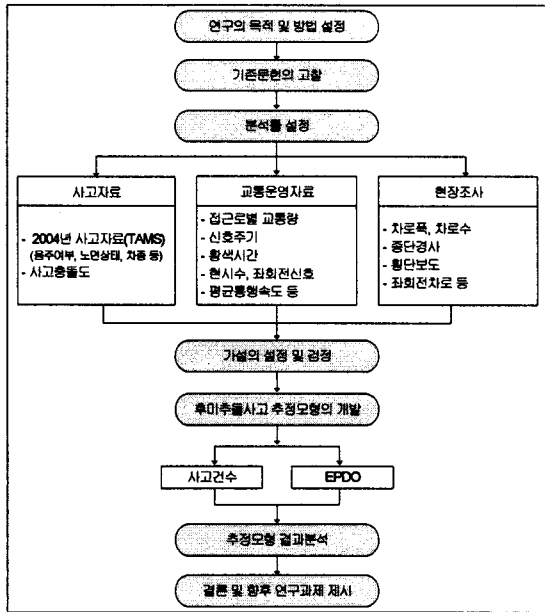 연구의 목적 및 방법 설정
기존문헌의 고찰
분석틀 설정
사고자료
- 2004년 사고자료(TAMS)
(음주여부, 노면상태, 차종 등)
- 사고충돌도
교통운영자료
- 접근로별 교통량
- 신호주기
- 황색시간
- 현시수, 좌회전신호
- 평균통행속도 등
현장조사
- 차로폭, 차로수
- 종단경사
- 횡단보도
- 좌회전차로 등
가설의 설정 및 검정
후미추돌사고 추정모형의 개발
사고건수
EPDO
추정모형 결과분석
결론 및 향후 연구과제 제시